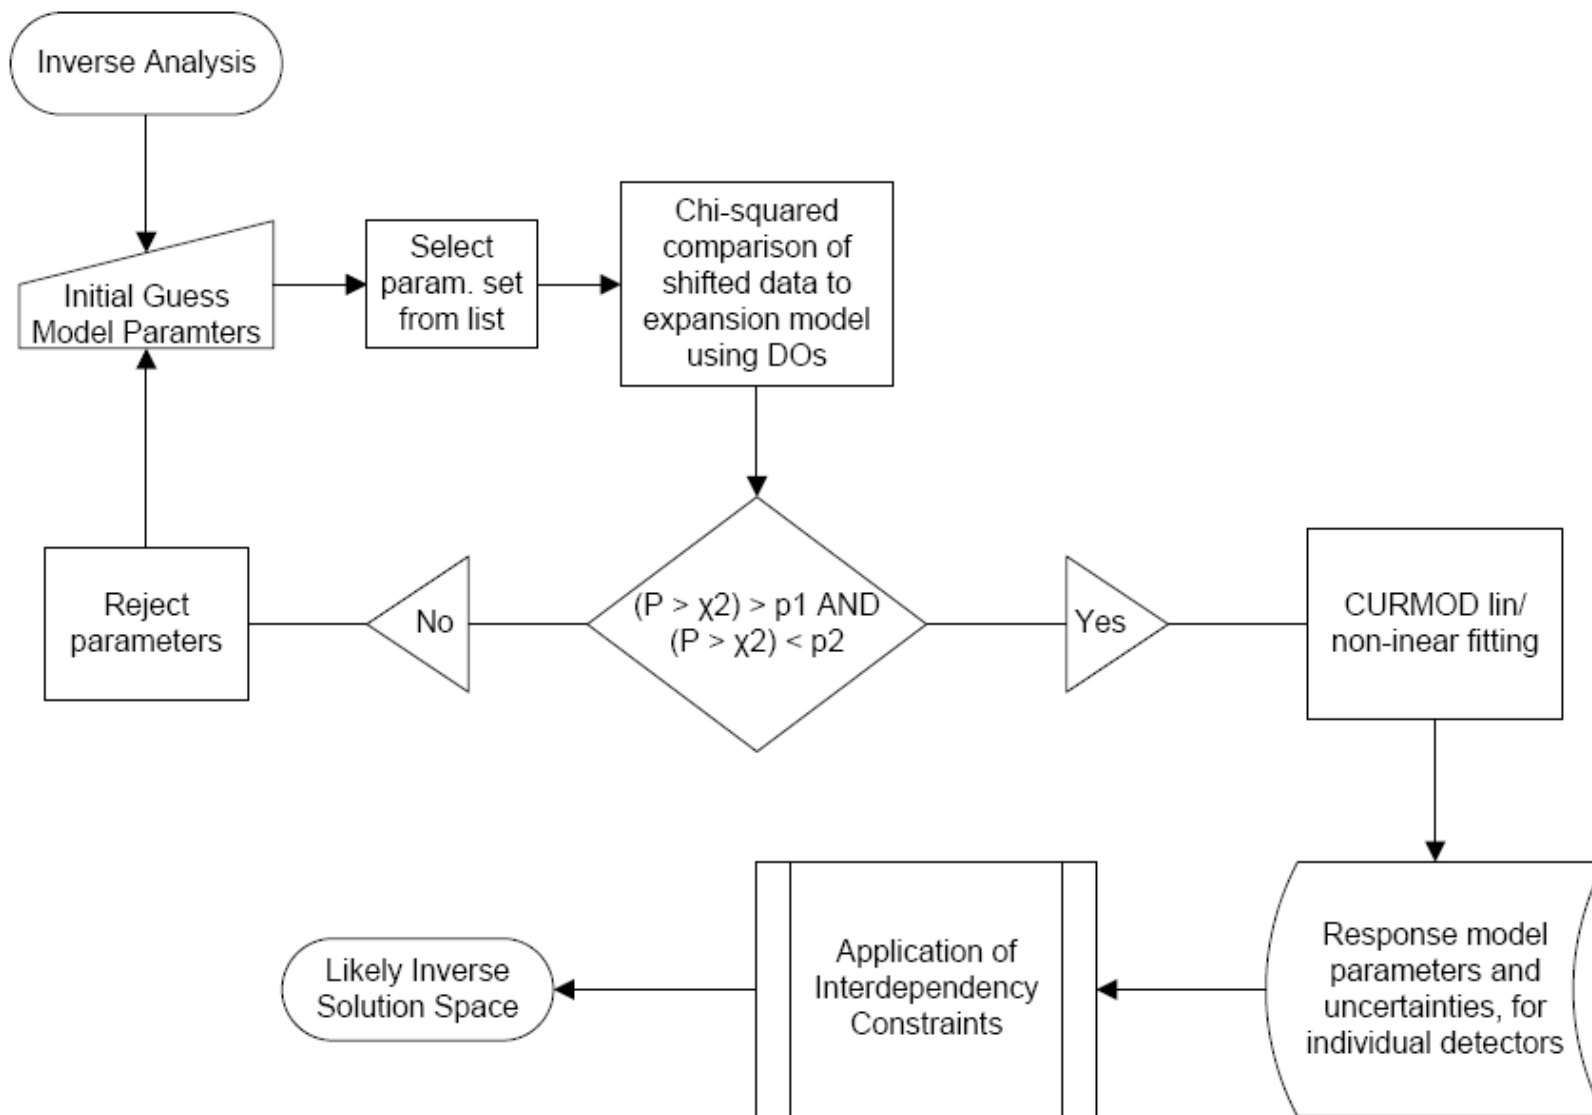 Inverse Analysis
Initial Guess
Model Paramters
Select
param. set
from list
Chi-squared
comparison of
shifted data to
expansion model
using DOs
(P > χ2) > p1 AND
(P > χ2) < p2
No
Reject
parameters
Yes
CURMOD lin/
non-inear fitting
Response model
parameters and
uncertainties, for
individual detectors
Application of
Interdependency
Constraints
Likely Inverse
Solution Space